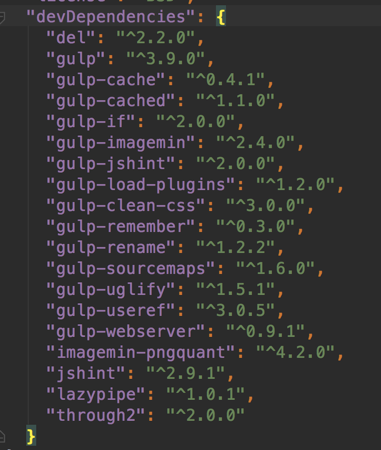 "devDependencies": {
"del": "^2.2.0",
"gulp": "^3.9.0",
"gulp-cache": "^0.4.1",
"gulp-cached": "^1.1.0",
"gulp-if": "^2.0.0",
"gulp-imagemin": "^2.4.0",
"gulp-jshint": "^2.0.0",
"gulp-load-plugins": "^1.2.0",
"gulp-clean-css": "^3.0.0",
"gulp-remember": "^0.3.0",
"gulp-rename": "^1.2.2",
"gulp-sourcemaps": "^1.6.0",
"gulp-uglify": "^1.5.1",
"gulp-useref": "^3.0.5",
"gulp-webserver": "^0.9.1",
"imagemin-pngquant": "^4.2.0",
"jshint": "^2.9.1",
"lazypipe": "^1.0.1",
"through2": "^2.0.0"
}